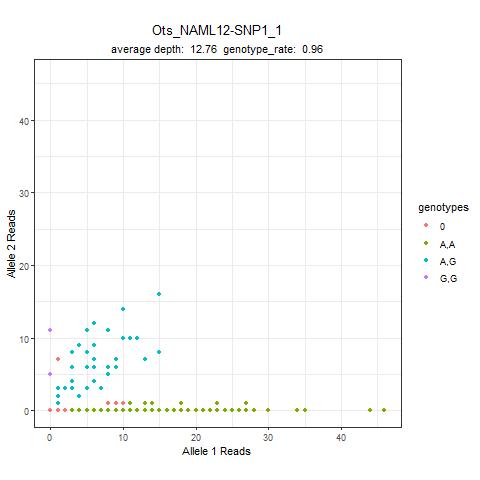 Ots_NAML12-SNP1_1
average depth: 12.76 genotype_rate: 0.96
Allele 2 Reads
40
30
20
10
0
0 10 20 30 40
Allele 1 Reads
genotypes
0
A,A
A,G
G,G